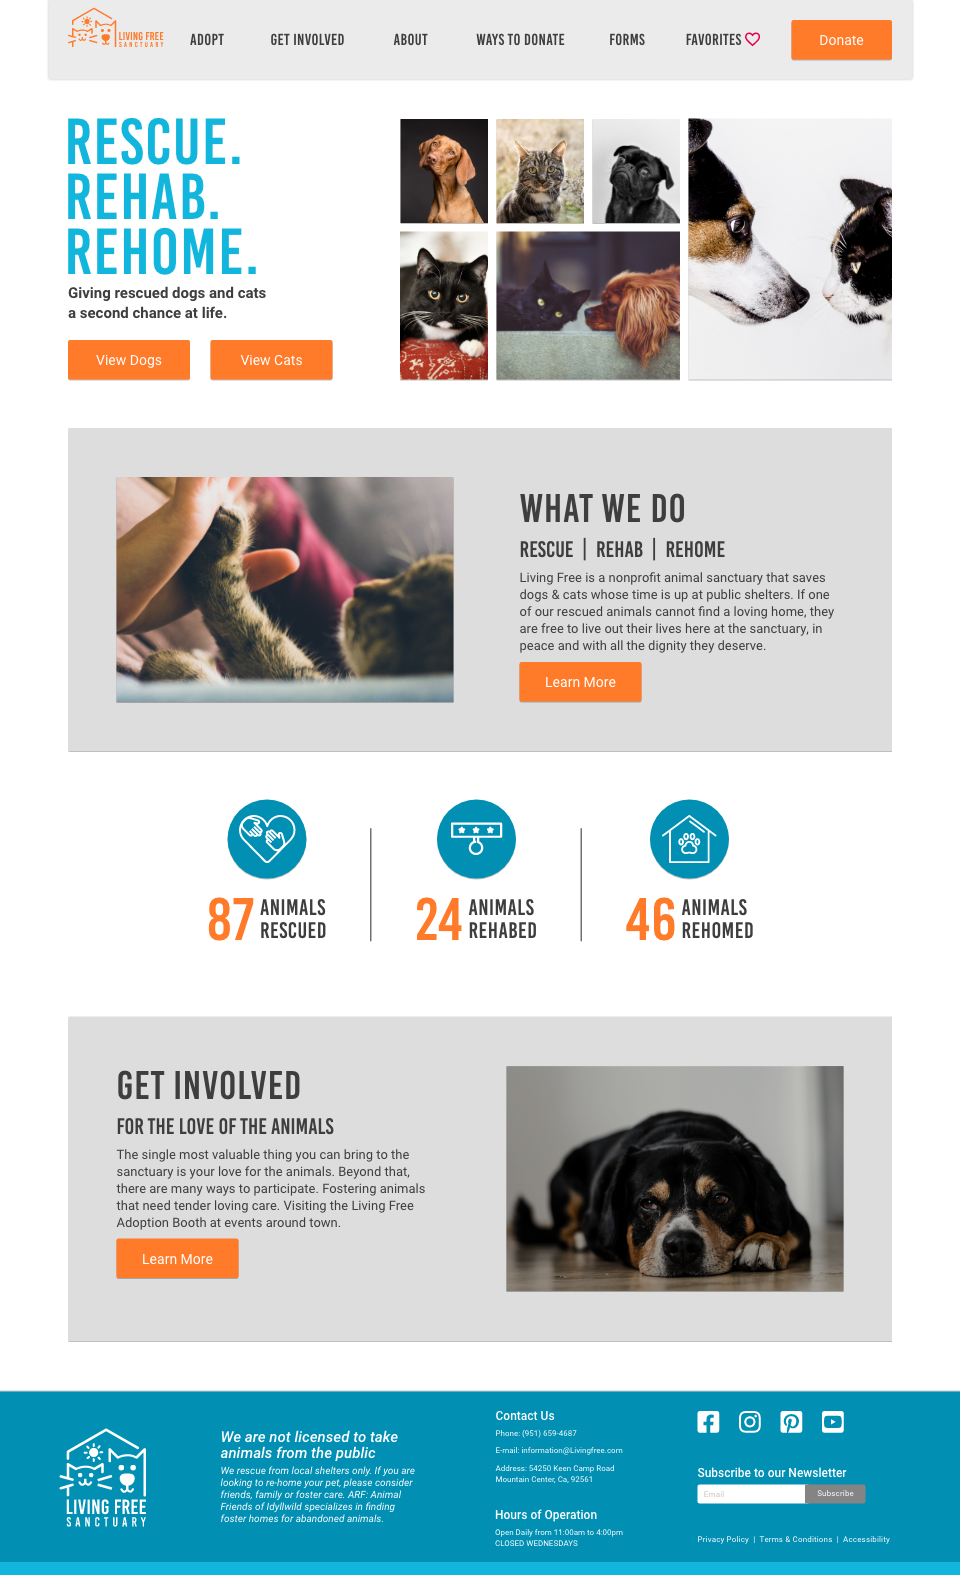 LIVING FREE
SANCTUARY
ADOPT
GET INVOLVED
ABOUT
WAYS TO DONATE
FORMS
FAVORITES
Donate
RESCUE.
REHAB.
REHOME.
Giving rescued dogs and cats
a second chance at life.
View Dogs
View Cats
WHAT WE DO
RESCUE | REHAB | REHOME
Living Free is a nonprofit animal sanctuary that saves
dogs & cats whose time is up at public shelters. If one
of our rescued animals cannot find a loving home, they
are free to live out their lives here at the sanctuary, in
peace and with all the dignity they deserve.
Learn More
87 ANIMALS
RESCUED
24 ANIMALS
REHABED
46 ANIMALS
REHOMED
GET INVOLVED
FOR THE LOVE OF THE ANIMALS
The single most valuable thing you can bring to the
sanctuary is your love for the animals. Beyond that,
there are many ways to participate. Fostering animals
that need tender loving care. Visiting the Living Free
Adoption Booth at events around town.
Learn More
LIVING FREE
SANCTUARY
We are not licensed to take
animals from the public
We rescue from local shelters only. If you are
looking to re-home your pet, please consider
friends, family or foster care. ARF: Animal
Friends of Idyllwild specializes in finding
foster homes for abandoned animals.
Contact Us
Phone: (951) 659-4687
E-mail: information@Livingfree.com
Address: 54250 Keen Camp Road
Mountain Center, Ca, 92561
Hours of Operation
Open Daily from 11:00am to 4:00pm
CLOSED WEDNESDAYS
Subscribe to our Newsletter
Email
Subscribe
Privacy Policy | Terms & Conditions | Accessibility